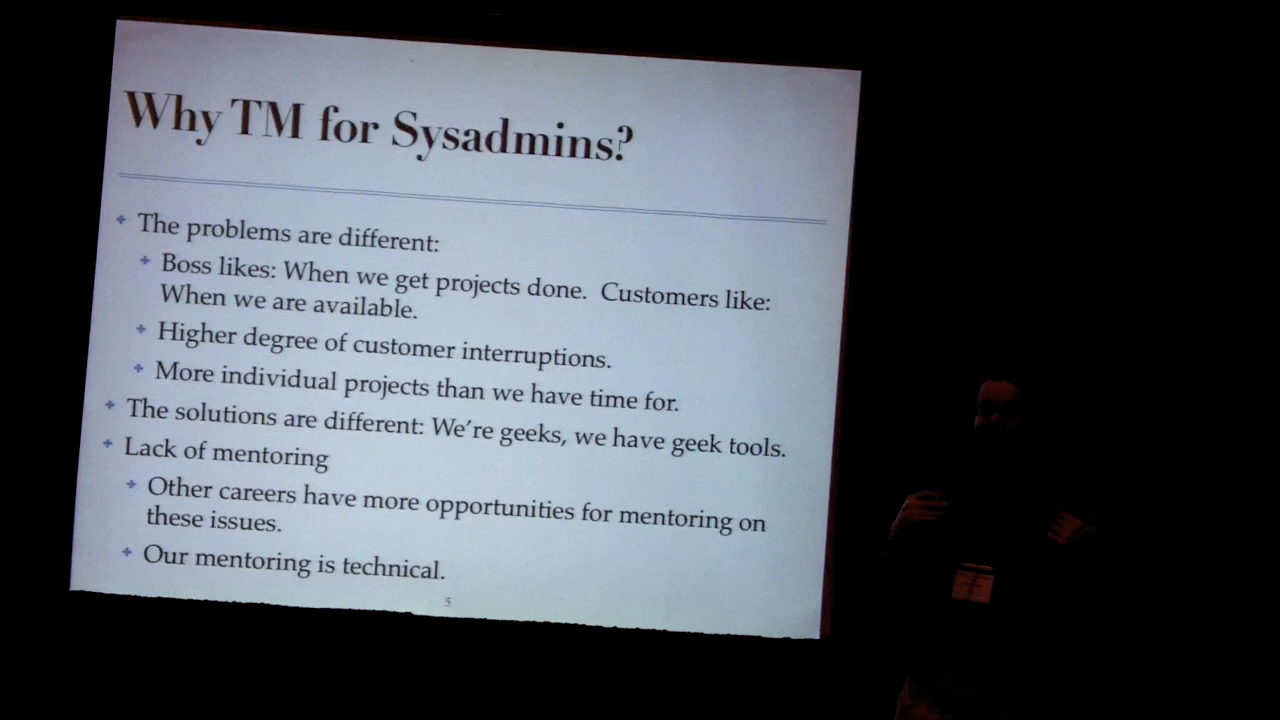 Why TM for Sysadmins?
The problems are different:
Boss likes: When we get projects done. Customers like:
When we are available.
Higher degree of customer interruptions.
More individual projects than we have time for.
The solutions are different: We're geeks, we have geek tools.
Lack of mentoring
Other careers have more opportunities for mentoring on
these issues.
Our mentoring is technical.
5